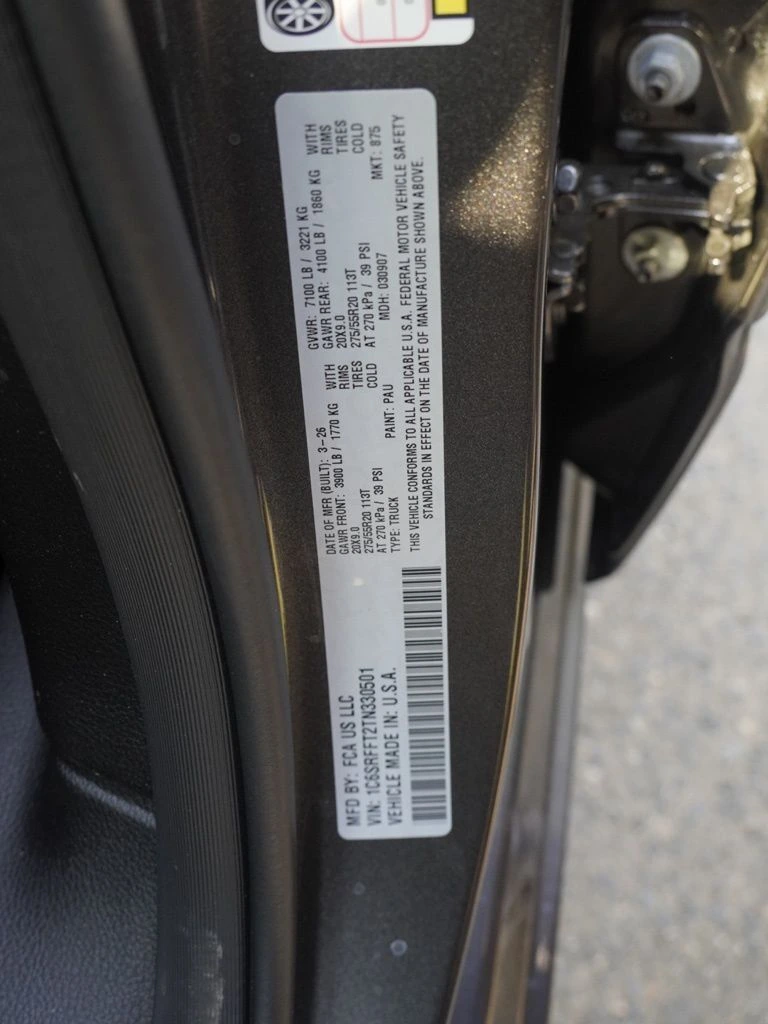 MFD BY: FCA US LLC
VIN: 1C6SRFFT2TN330501
VEHICLE MADE IN: U.S.A.
DATE OF MFR (BUILT): 3-26
GAWR FRONT: 3900 LB / 1770 KG WITH
20X9.0 RIMS
275/55R20 113T TIRES
AT 270 kPa / 39 PSI COLD
TYPE: TRUCK PAINT: PAU
GVWR: 7100 LB / 3221 KG
GAWR REAR: 4100 LB / 1860 KG WITH
20X9.0 RIMS
275/55R20 113T TIRES
AT 270 kPa / 39 PSI COLD
MDH: 030907 MKT: 875
THIS VEHICLE CONFORMS TO ALL APPLICABLE U.S.A. FEDERAL MOTOR VEHICLE SAFETY
STANDARDS IN EFFECT ON THE DATE OF MANUFACTURE SHOWN ABOVE.